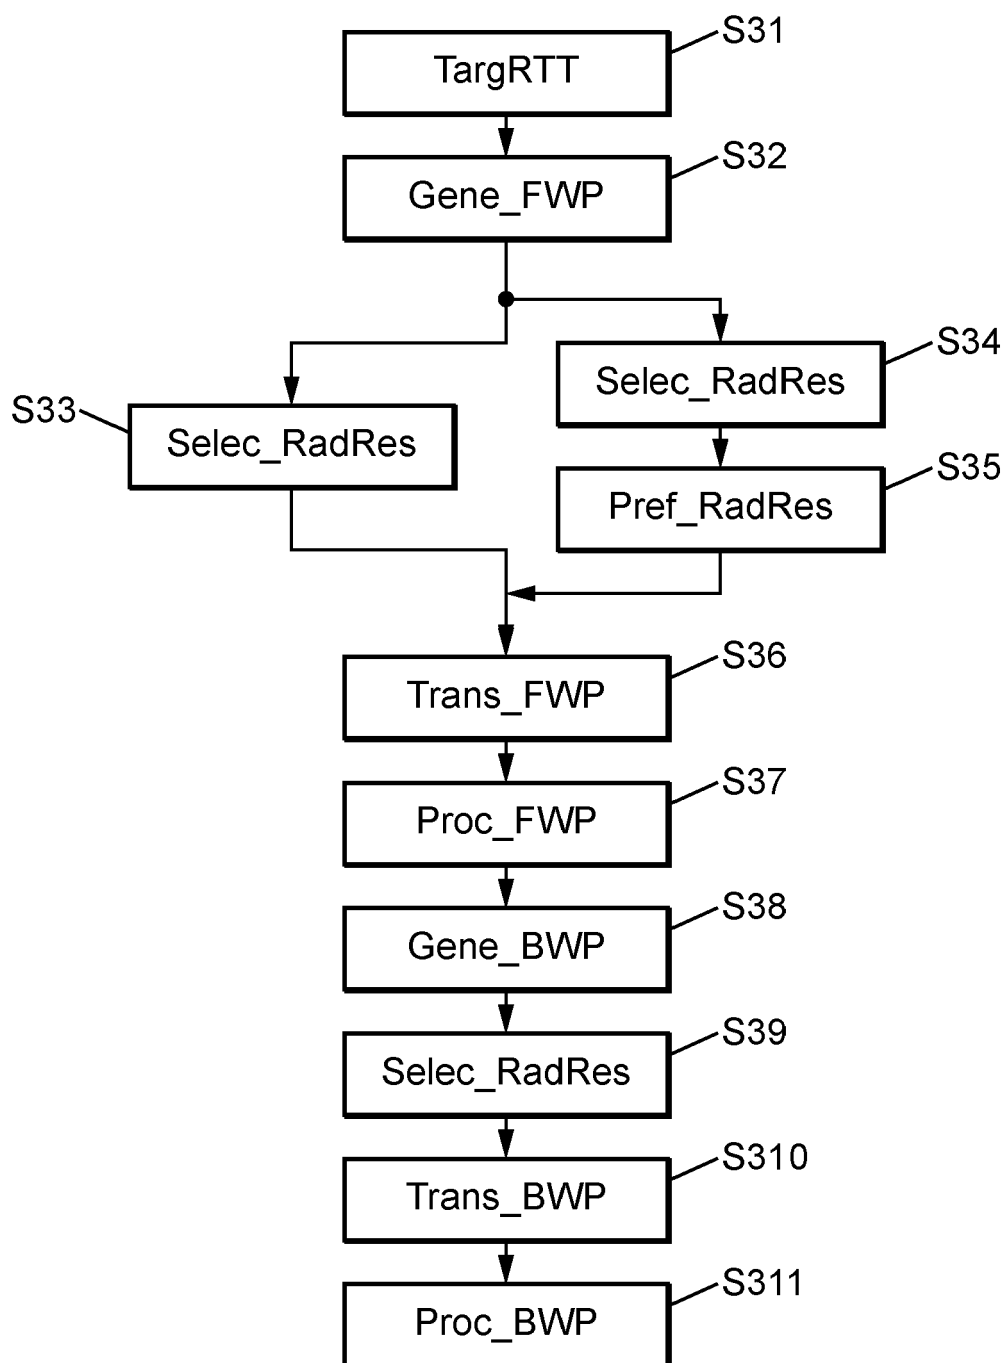 S31
TargRTT
S32
Gene_FWP
S34
Selec_RadRes
S33
Selec_RadRes
S35
Pref_RadRes
S36
Trans_FWP
S37
Proc_FWP
S38
Gene_BWP
S39
Selec_RadRes
S310
Trans_BWP
S311
Proc_BWP